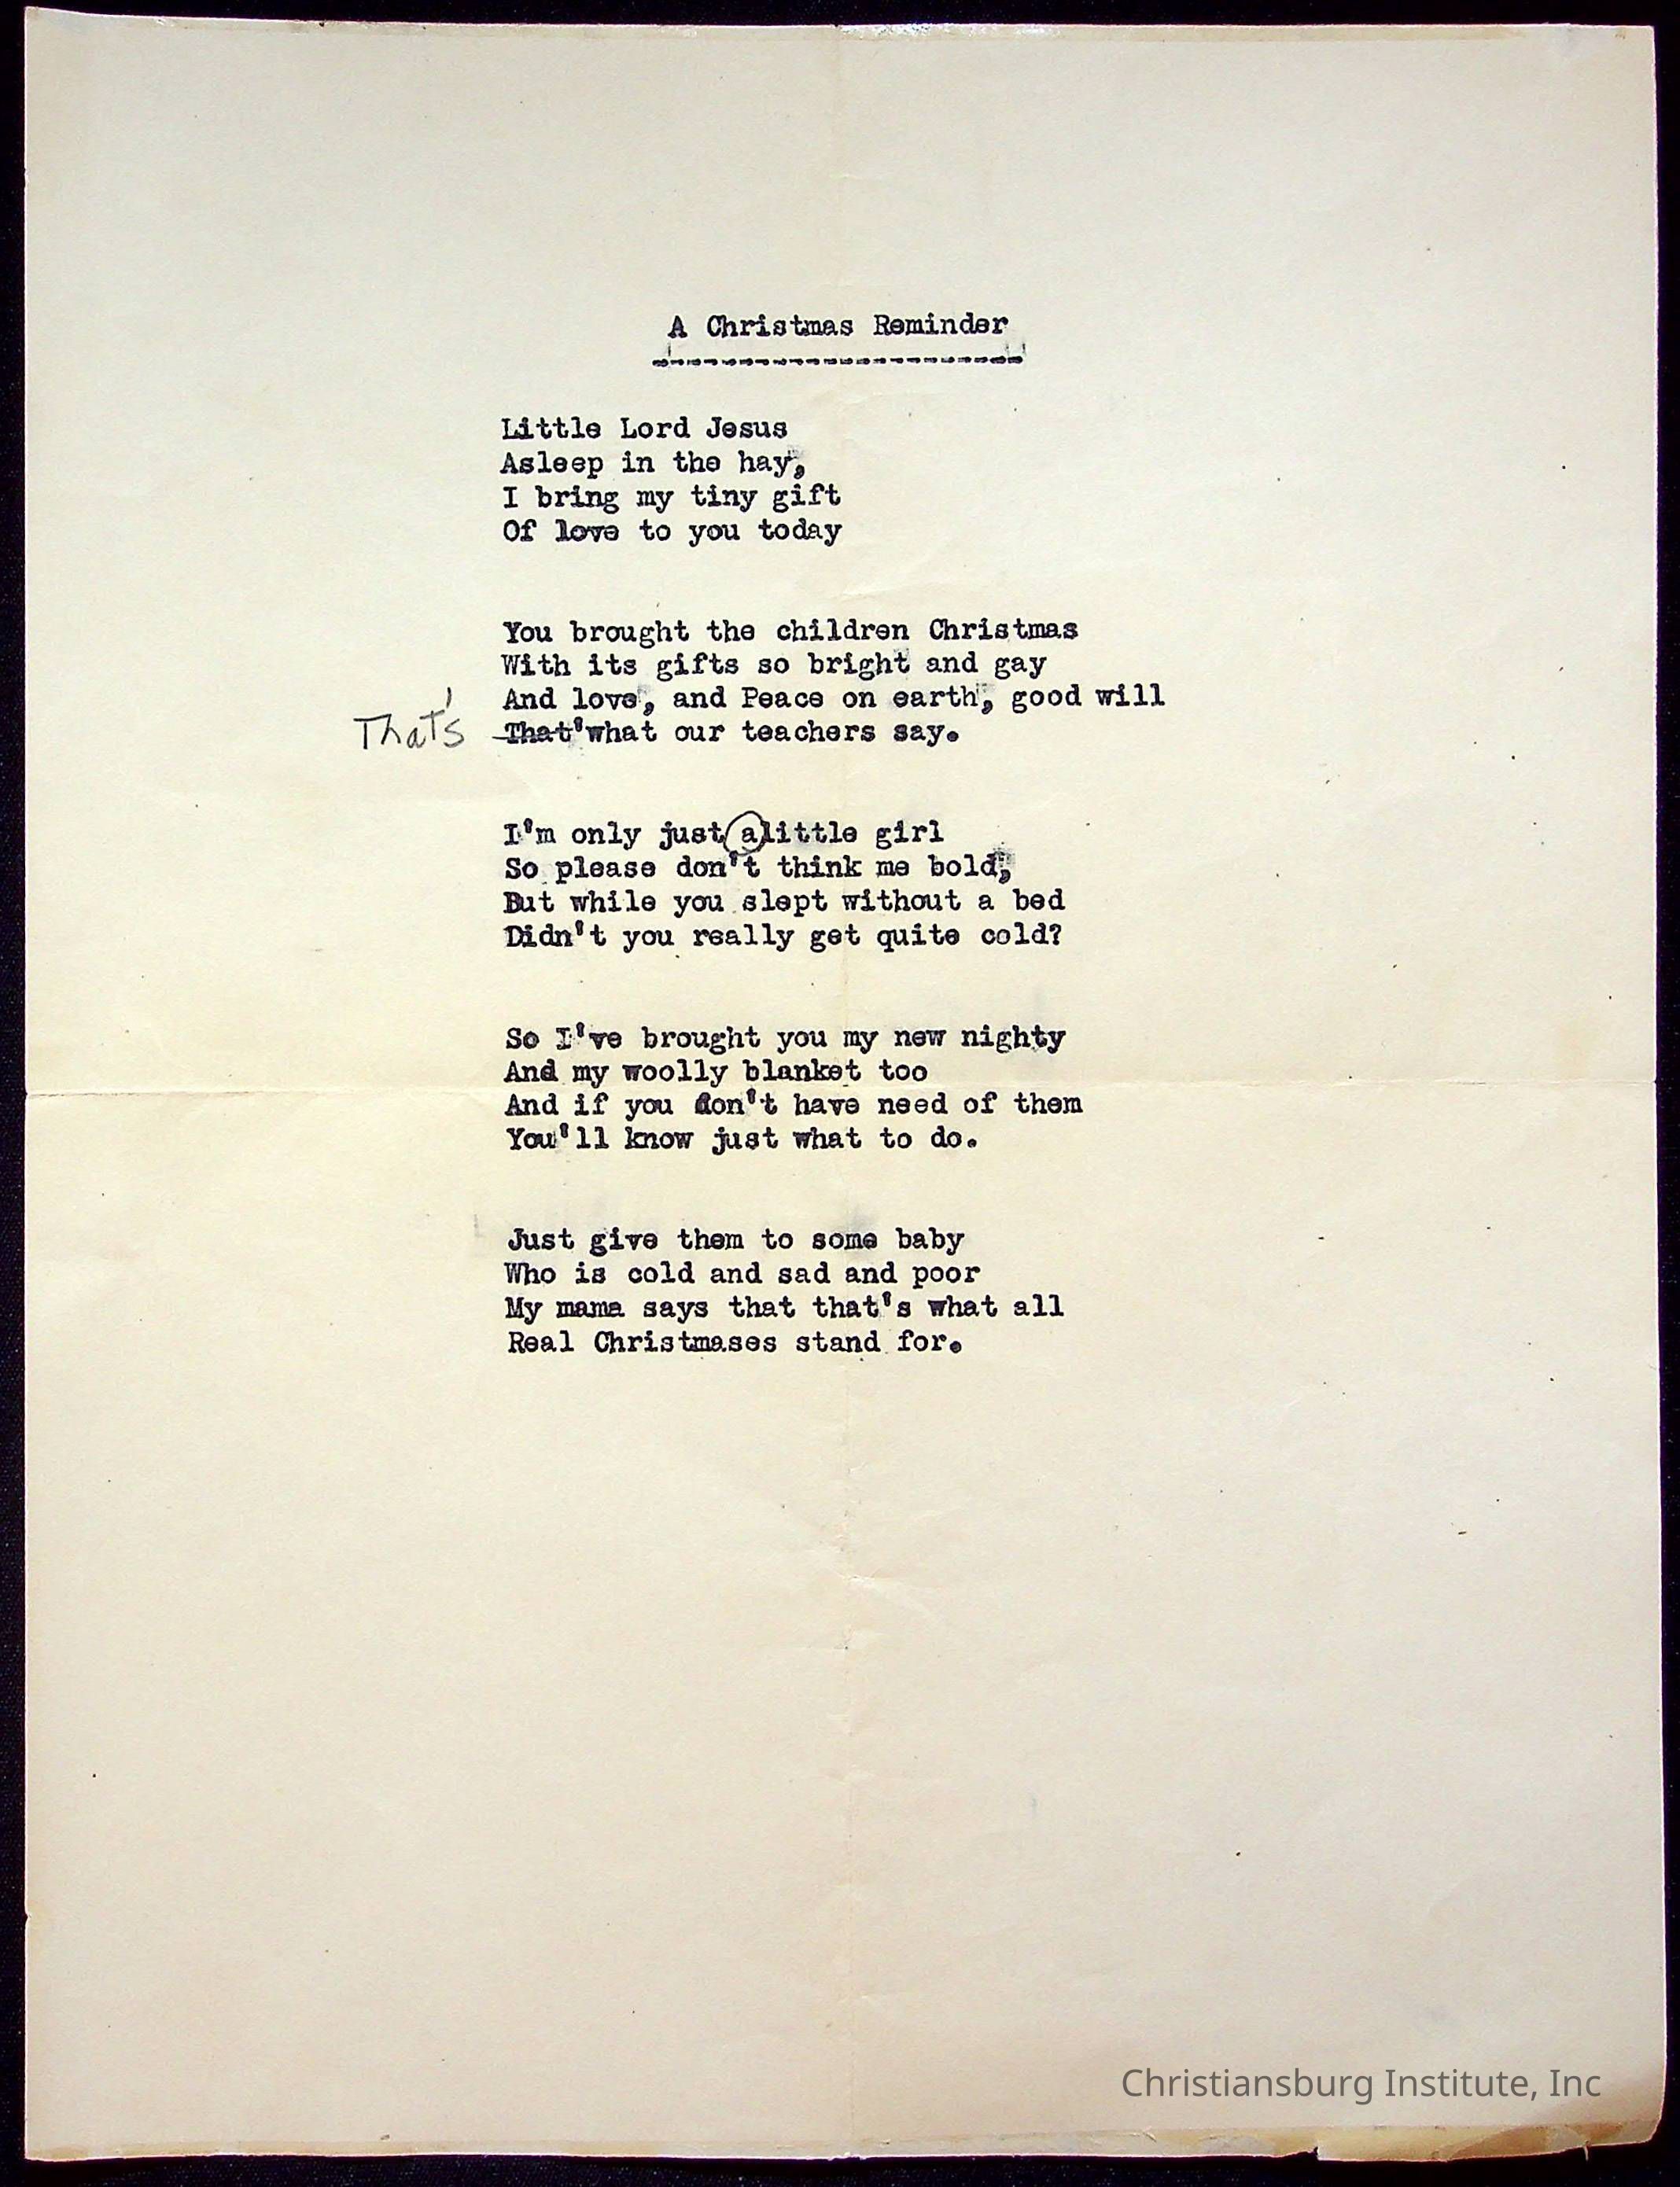 A Christmas Reminder
Little Lord Jesus
Asleep in the hay,
I bring my tiny gift
Of love to you today
You brought the children Christmas
With its gifts so bright and gay
And love, and Peace on earth, good will
That's That'what our teachers say.
I'm only just alittle girl
So please don't think me bold,
But while you slept without a bed
Didn't you really get quite cold?
So I've brought you my new nighty
And my woolly blanket too
And if you don't have need of them
You'll know just what to do.
Just give them to some baby
Who is cold and sad and poor
My mama says that that's what all
Real Christmases stand for.
Christiansburg Institute, Inc